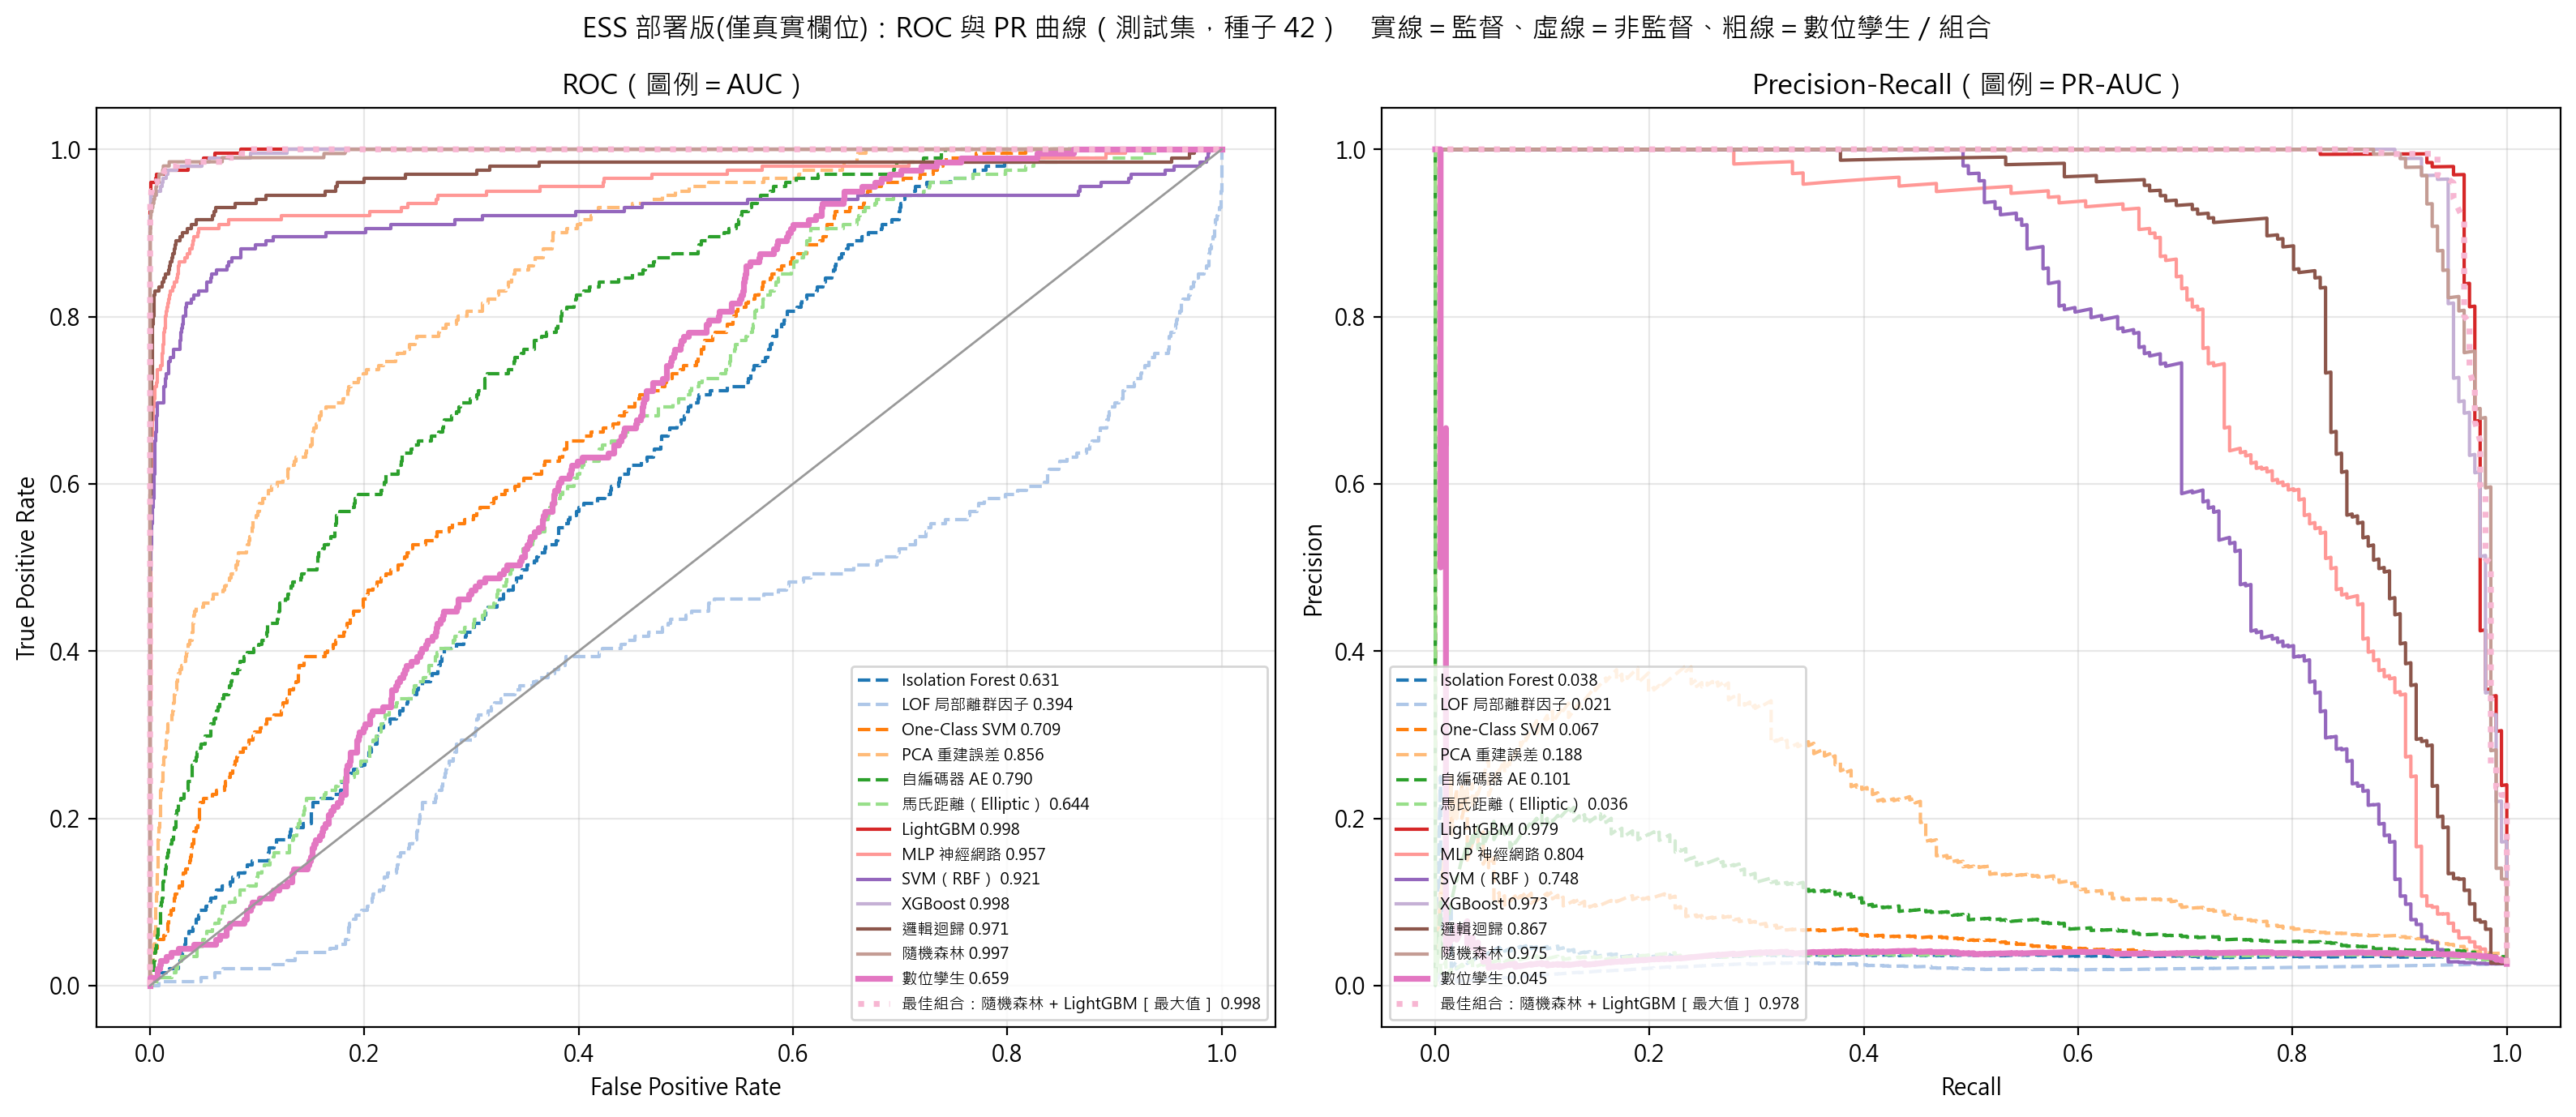 ESS 部署版(僅真實欄位)：ROC 與 PR 曲線（測試集，種子 42）　實線＝監督、虛線＝非監督、粗線＝數位孿生 / 組合
ROC（圖例＝AUC）
1.0
0.8
0.6
0.4
0.2
0.0
True Positive Rate
0.0 0.2 0.4 0.6 0.8 1.0
False Positive Rate
Isolation Forest 0.631
LOF 局部離群因子 0.394
One-Class SVM 0.709
PCA 重建誤差 0.856
自編碼器 AE 0.790
馬氏距離（Elliptic） 0.644
LightGBM 0.998
MLP 神經網路 0.957
SVM（RBF） 0.921
XGBoost 0.998
邏輯迴歸 0.971
隨機森林 0.997
數位孿生 0.659
最佳組合：隨機森林 + LightGBM［最大值］ 0.998
Precision-Recall（圖例＝PR-AUC）
1.0
0.8
0.6
0.4
0.2
0.0
Precision
0.0 0.2 0.4 0.6 0.8 1.0
Recall
Isolation Forest 0.038
LOF 局部離群因子 0.021
One-Class SVM 0.067
PCA 重建誤差 0.188
自編碼器 AE 0.101
馬氏距離（Elliptic） 0.036
LightGBM 0.979
MLP 神經網路 0.804
SVM（RBF） 0.748
XGBoost 0.973
邏輯迴歸 0.867
隨機森林 0.975
數位孿生 0.045
最佳組合：隨機森林 + LightGBM［最大值］ 0.978